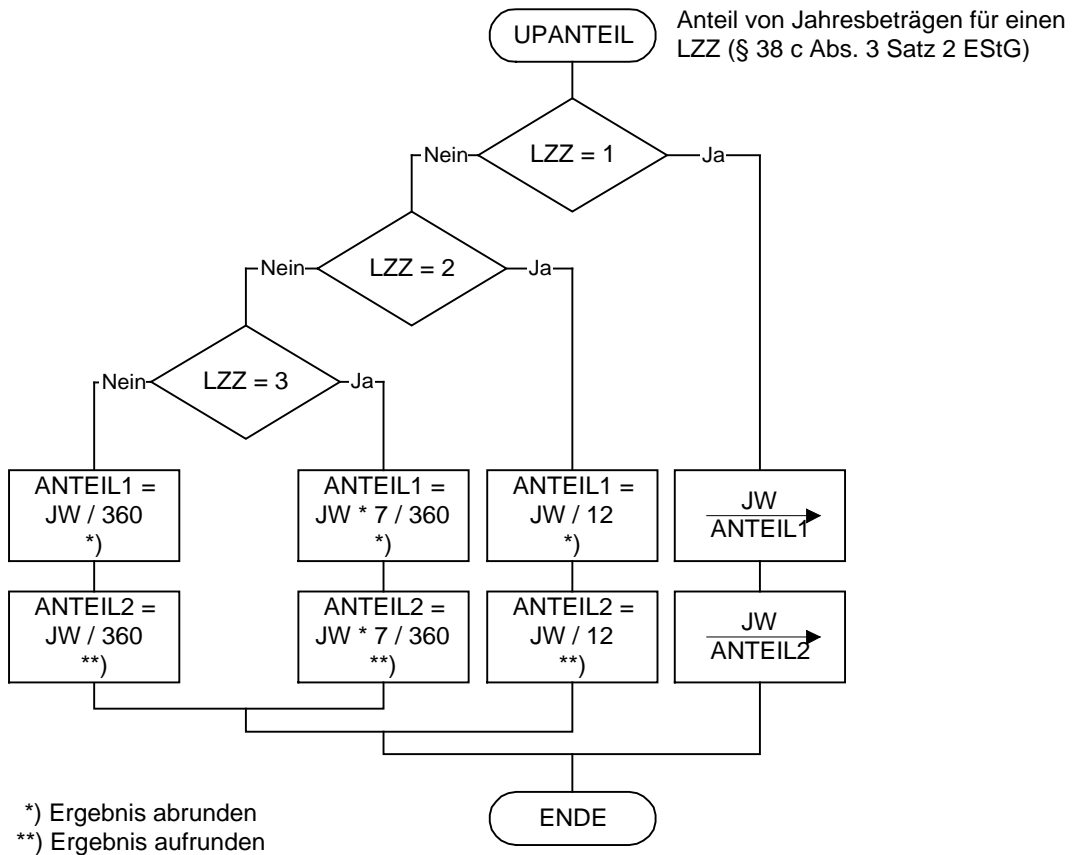 UPANTEIL
Anteil von Jahresbeträgen für einen
LZZ (§ 38 c Abs. 3 Satz 2 EStG)
LZZ = 1
Nein
Ja
LZZ = 2
Nein
Ja
LZZ = 3
Nein
Ja
ANTEIL1 =
JW / 360
*)
ANTEIL1 =
JW * 7 / 360
*)
ANTEIL1 =
JW / 12
*)
JW
ANTEIL1
ANTEIL2 =
JW / 360
**)
ANTEIL2 =
JW * 7 / 360
**)
ANTEIL2 =
JW / 12
**)
JW
ANTEIL2
ENDE
*) Ergebnis abrunden
**) Ergebnis aufrunden